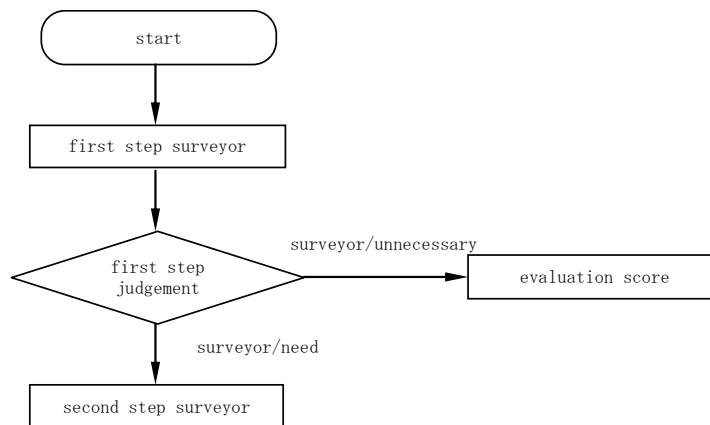 start
first step surveyor
surveyor/unnecessary
first step
judgement
evaluation score
surveyor/need
second step surveyor